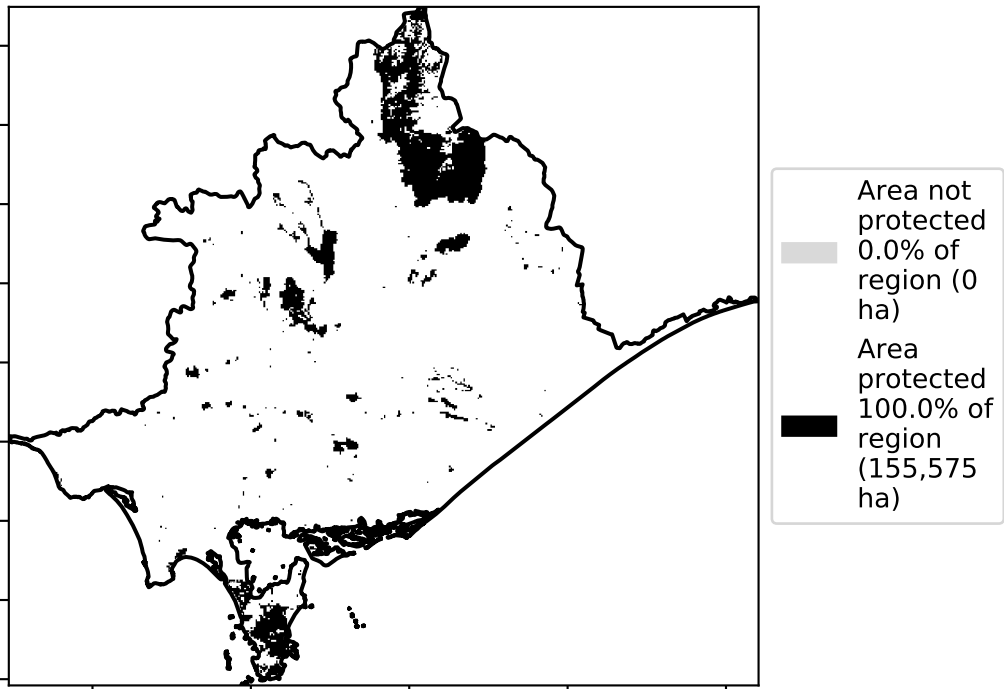 Area not
protected
0.0% of
region (0
ha)
Area
protected
100.0% of
region
(155,575
ha)